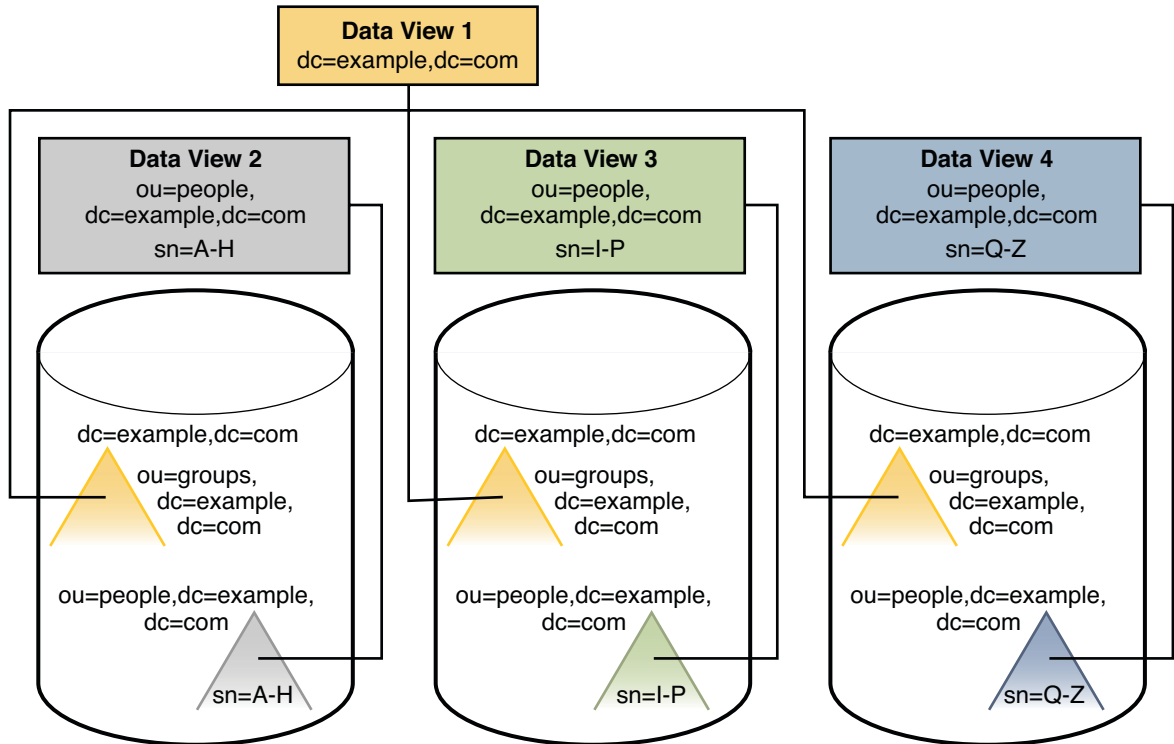 Data View 1
dc=example,dc=com
Data View 2
ou=people,
dc=example,dc=com
sn=A-H
Data View 3
ou=people,
dc=example,dc=com
sn=I-P
Data View 4
ou=people,
dc=example,dc=com
sn=Q-Z
dc=example,dc=com
ou=groups,
dc=example,
dc=com
ou=people,dc=example,
dc=com
sn=A-H
dc=example,dc=com
ou=groups,
dc=example,
dc=com
ou=people,dc=example,
dc=com
sn=I-P
dc=example,dc=com
ou=groups,
dc=example,
dc=com
ou=people,dc=example,
dc=com
sn=Q-Z